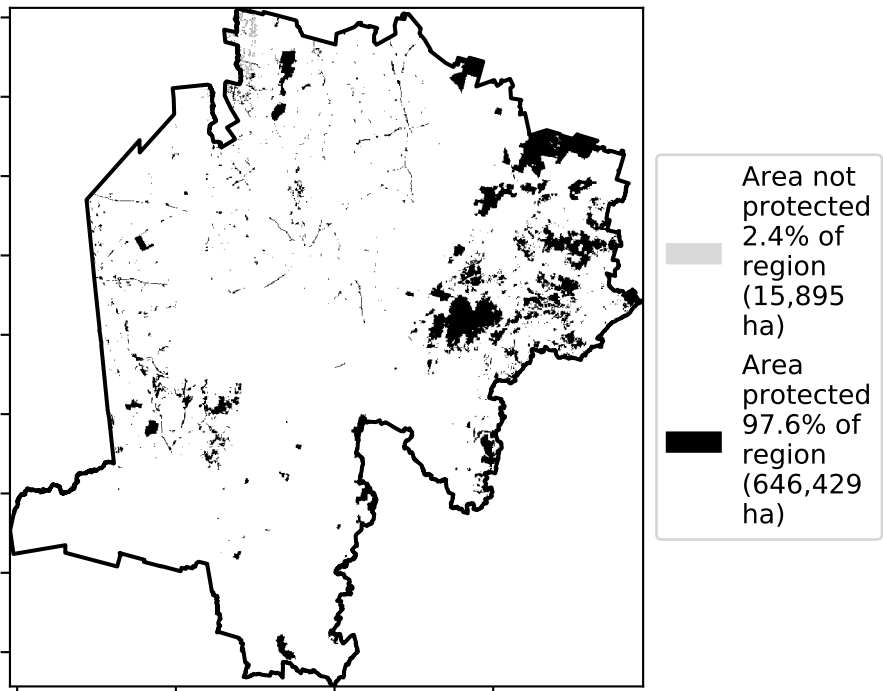 Area not
protected
2.4% of
region
(15,895
ha)
Area
protected
97.6% of
region
(646,429
ha)